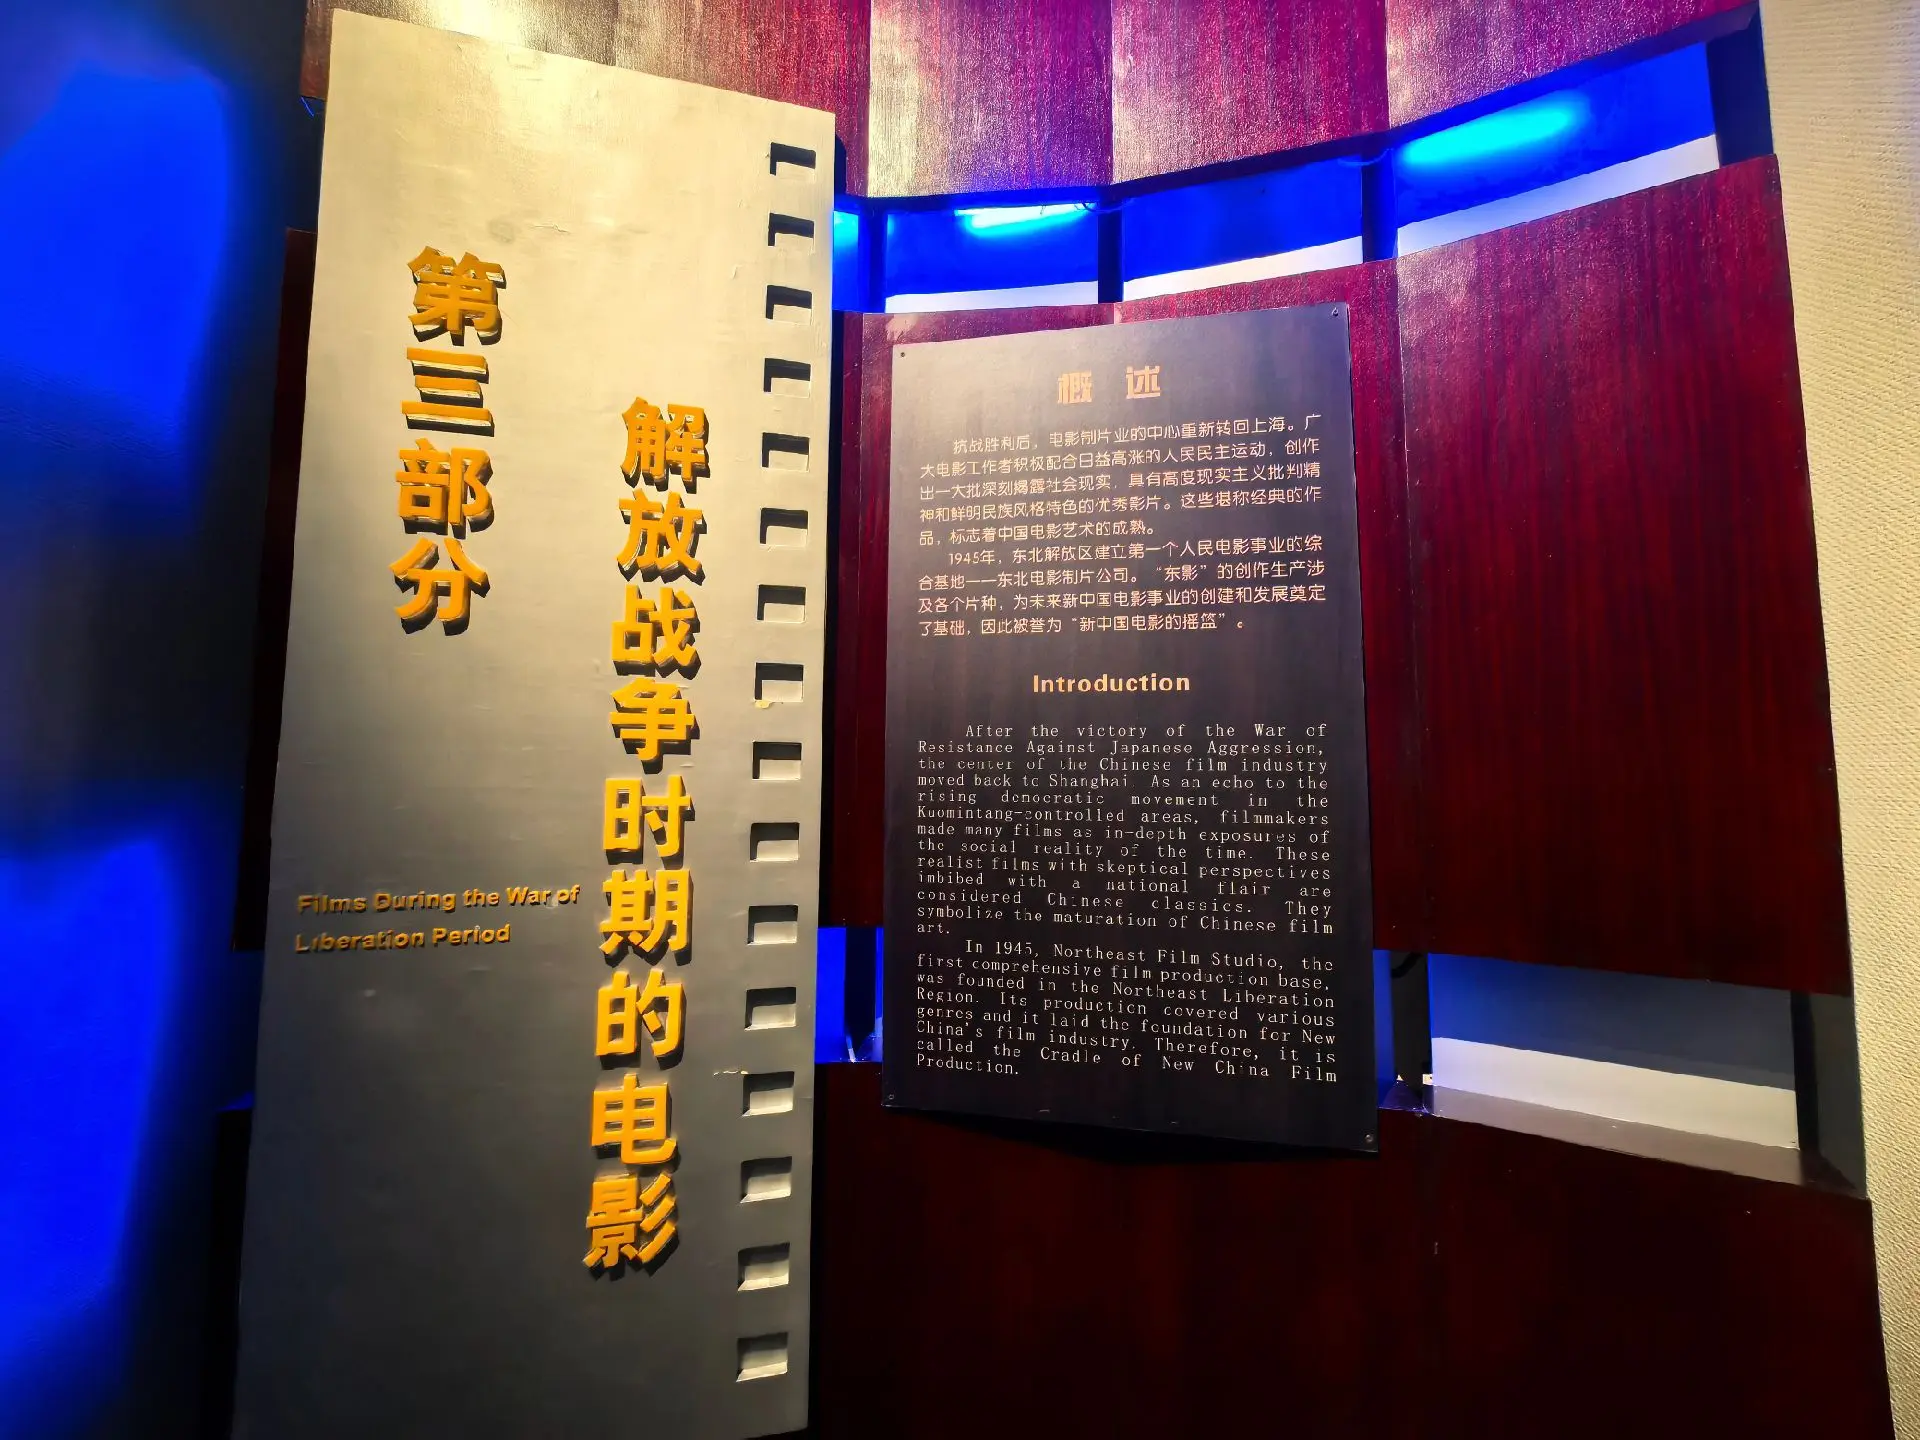 第三部分
解放战争时期的电影
Films During the War of
Liberation Period
概 述
抗战胜利后，电影制片业的中心重新转回上海。广
大电影工作者积极配合日益高涨的人民民主运动，创作
出一大批深刻揭露社会现实，具有高度现实主义批判精
神和鲜明民族风格特色的优秀影片。这些堪称经典的作
品，标志着中国电影艺术的成熟。
1945年，东北解放区建立第一个人民电影事业的综
合基地——东北电影制片公司。“东影”的创作生产涉
及各个片种，为未来新中国电影事业的创建和发展奠定
了基础，因此被誉为“新中国电影的摇篮”。
Introduction
After the victory of the War of
Resistance Against Japanese Aggression,
the center of the Chinese film industry
moved back to Shanghai. As an echo to the
rising democratic movement in the
Kuomintang-controlled areas, filmmakers
made many films as in-depth exposures of
the social reality of the time. These
realist films with skeptical perspectives
imbibed with a national flair are
considered Chinese classics. They
symbolize the maturation of Chinese film
art.
In 1945, Northeast Film Studio, the
first comprehensive film production base,
was founded in the Northeast Liberation
Region. Its production covered various
genres and it laid the foundation for New
China's film industry. Therefore, it is
called the Cradle of New China Film
Production.